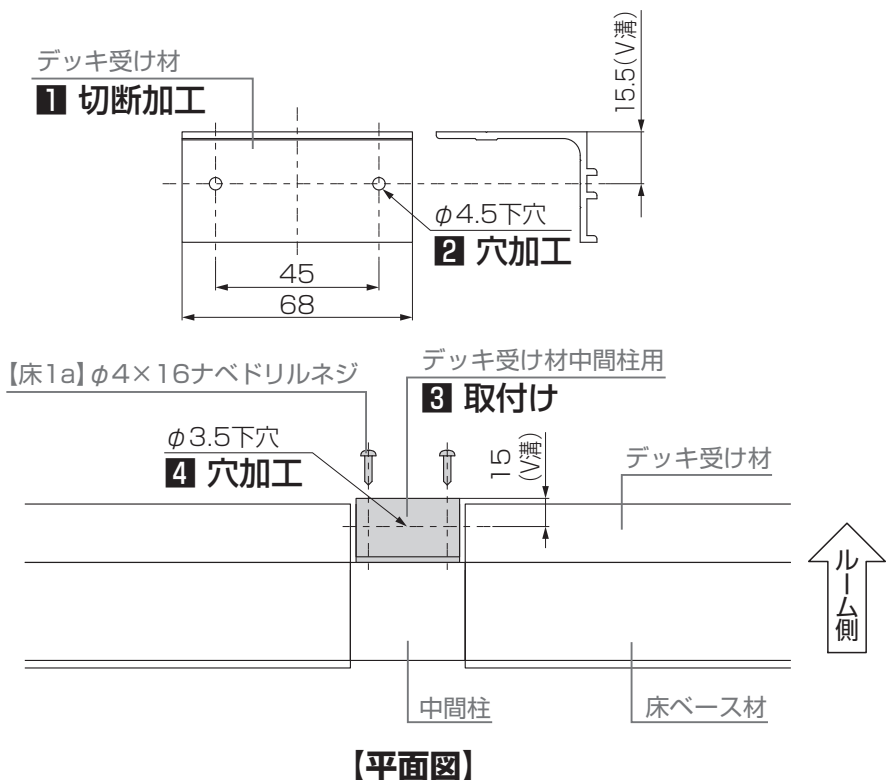 デッキ受け材
1 切断加工
15.5(V溝)
φ4.5下穴
2 穴加工
45
68
【床1a】φ4×16ナベドリルネジ
デッキ受け材中間柱用
3 取付け
φ3.5下穴
4 穴加工
15
(V溝)
デッキ受け材
ルーム側
中間柱
床ベース材
【平面図】